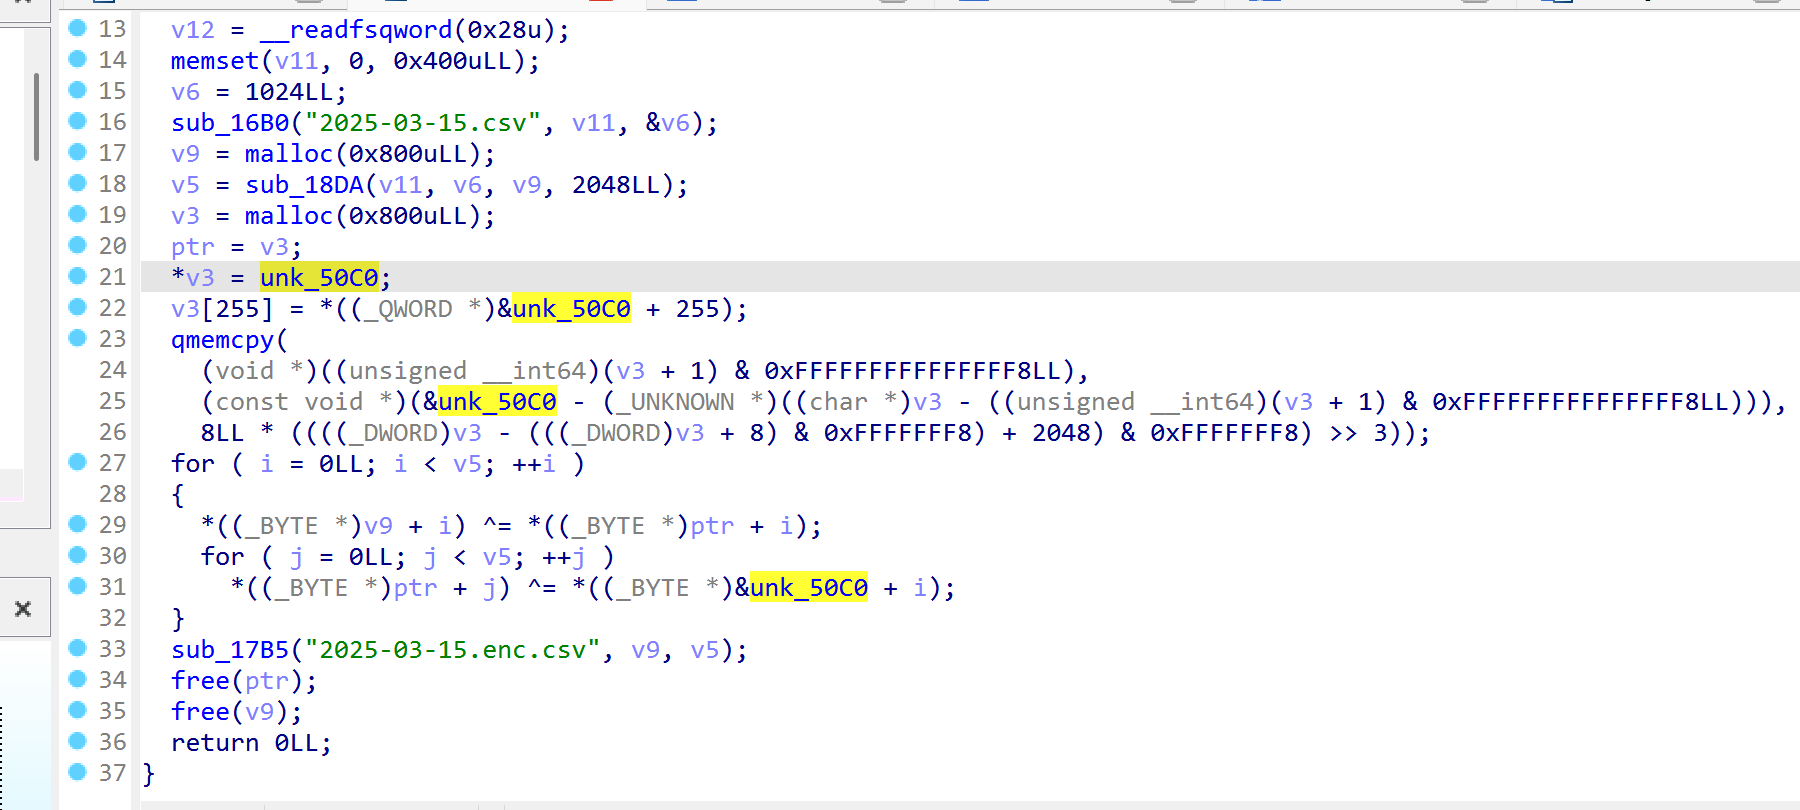 13 v12 = __readfsqword(0x28u);
14 memset(v11, 0, 0x400uLL);
15 v6 = 1024LL;
16 sub_16B0("2025-03-15.csv", v11, &v6);
17 v9 = malloc(0x800uLL);
18 v5 = sub_18DA(v11, v6, v9, 2048LL);
19 v3 = malloc(0x800uLL);
20 ptr = v3;
21 *v3 = unk_50C0;
22 v3[255] = *((_QWORD *)&unk_50C0 + 255);
23 qmemcpy(
24 (void *)((unsigned __int64)(v3 + 1) & 0xFFFFFFFFFFFFFFF8LL),
25 (const void *)(&unk_50C0 - (_UNKNOWN *)((char *)v3 - ((unsigned __int64)(v3 + 1) & 0xFFFFFFFFFFFFFFF8LL))),
26 8LL * ((((_DWORD)v3 - (((_DWORD)v3 + 8) & 0xFFFFFFF8) + 2048) & 0xFFFFFFF8) >> 3));
27 for ( i = 0LL; i < v5; ++i )
28 {
29 *((_BYTE *)v9 + i) ^= *((_BYTE *)ptr + i);
30 for ( j = 0LL; j < v5; ++j )
31 *((_BYTE *)ptr + j) ^= *((_BYTE *)&unk_50C0 + i);
32 }
33 sub_17B5("2025-03-15.enc.csv", v9, v5);
34 free(ptr);
35 free(v9);
36 return 0LL;
37 }